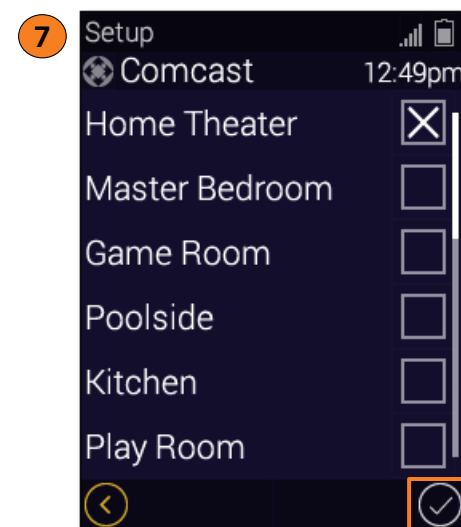 7
Setup
Comcast 12:49pm
Home Theater
Master Bedroom
Game Room
Poolside
Kitchen
Play Room